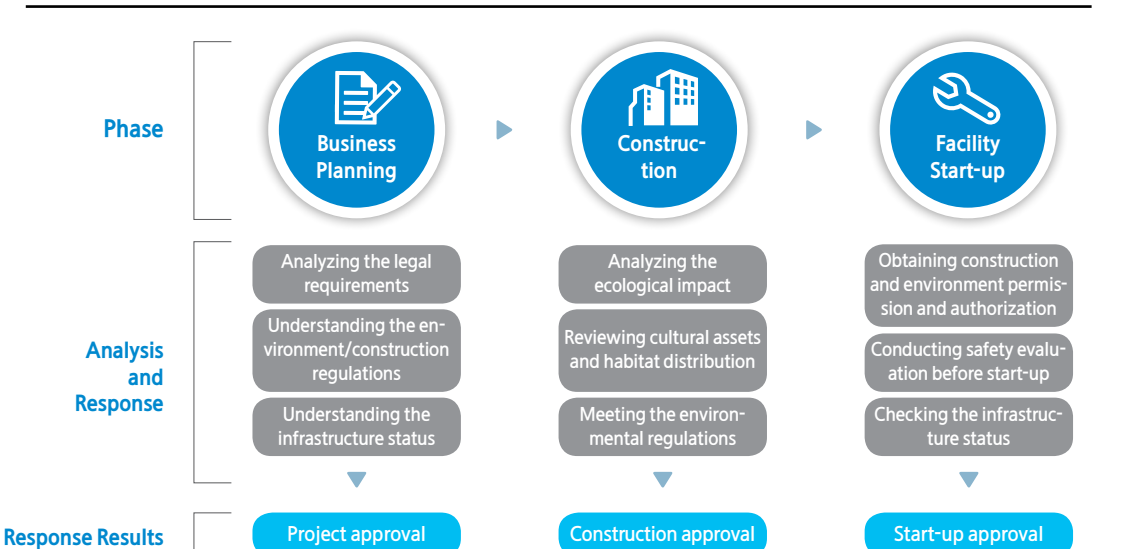 Phase
Business
Planning
Construc-
tion
Facility
Start-up
Analysis
and
Response
Analyzing the legal
requirements
Understanding the en-
vironment/construction
regulations
Understanding the
infrastructure status
Analyzing the
ecological impact
Reviewing cultural assets
and habitat distribution
Meeting the environ-
mental regulations
Obtaining construction
and environment permis-
sion and authorization
Conducting safety evalu-
ation before start-up
Checking the infrastruc-
ture status
Response Results
Project approval
Construction approval
Start-up approval